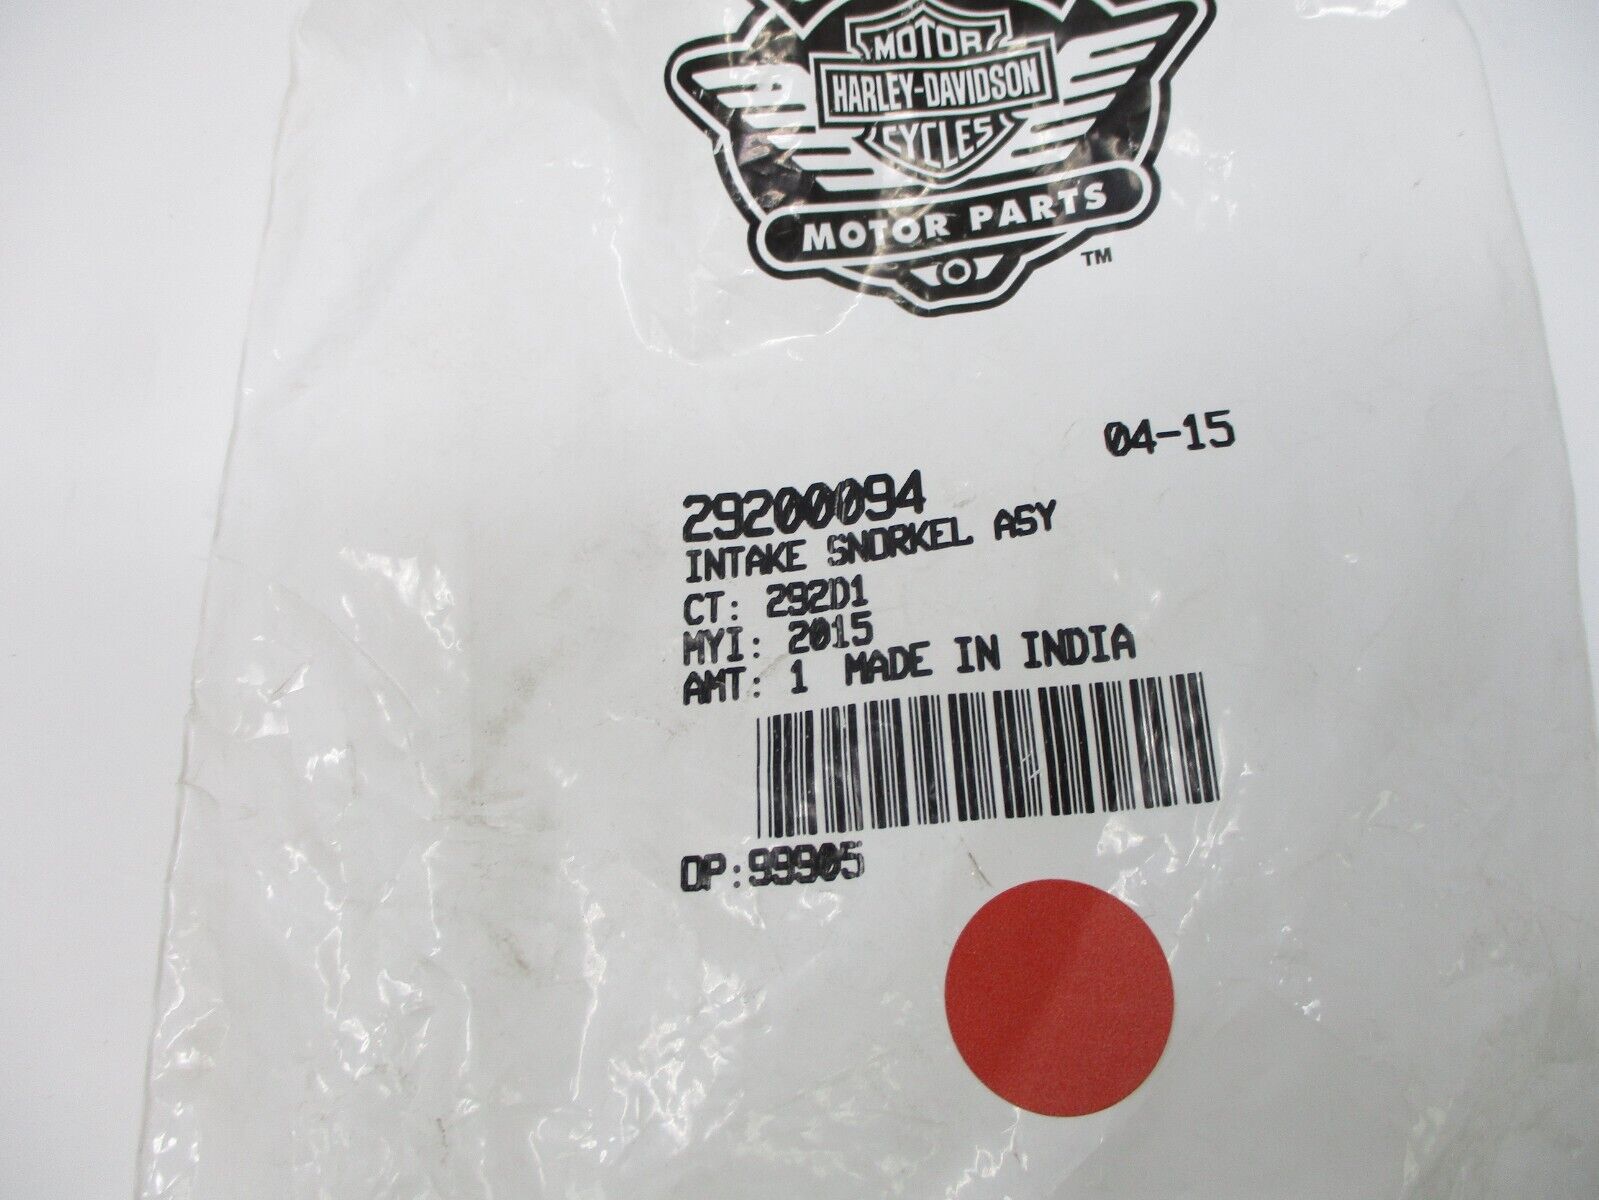 MOTOR
HARLEY-DAVIDSON
CYCLES
MOTOR PARTS
TM
04-15
29200094
INTAKE SNORKEL ASY
CT: 292D1
MYI: 2015
AMT: 1 MADE IN INDIA
OP:99905